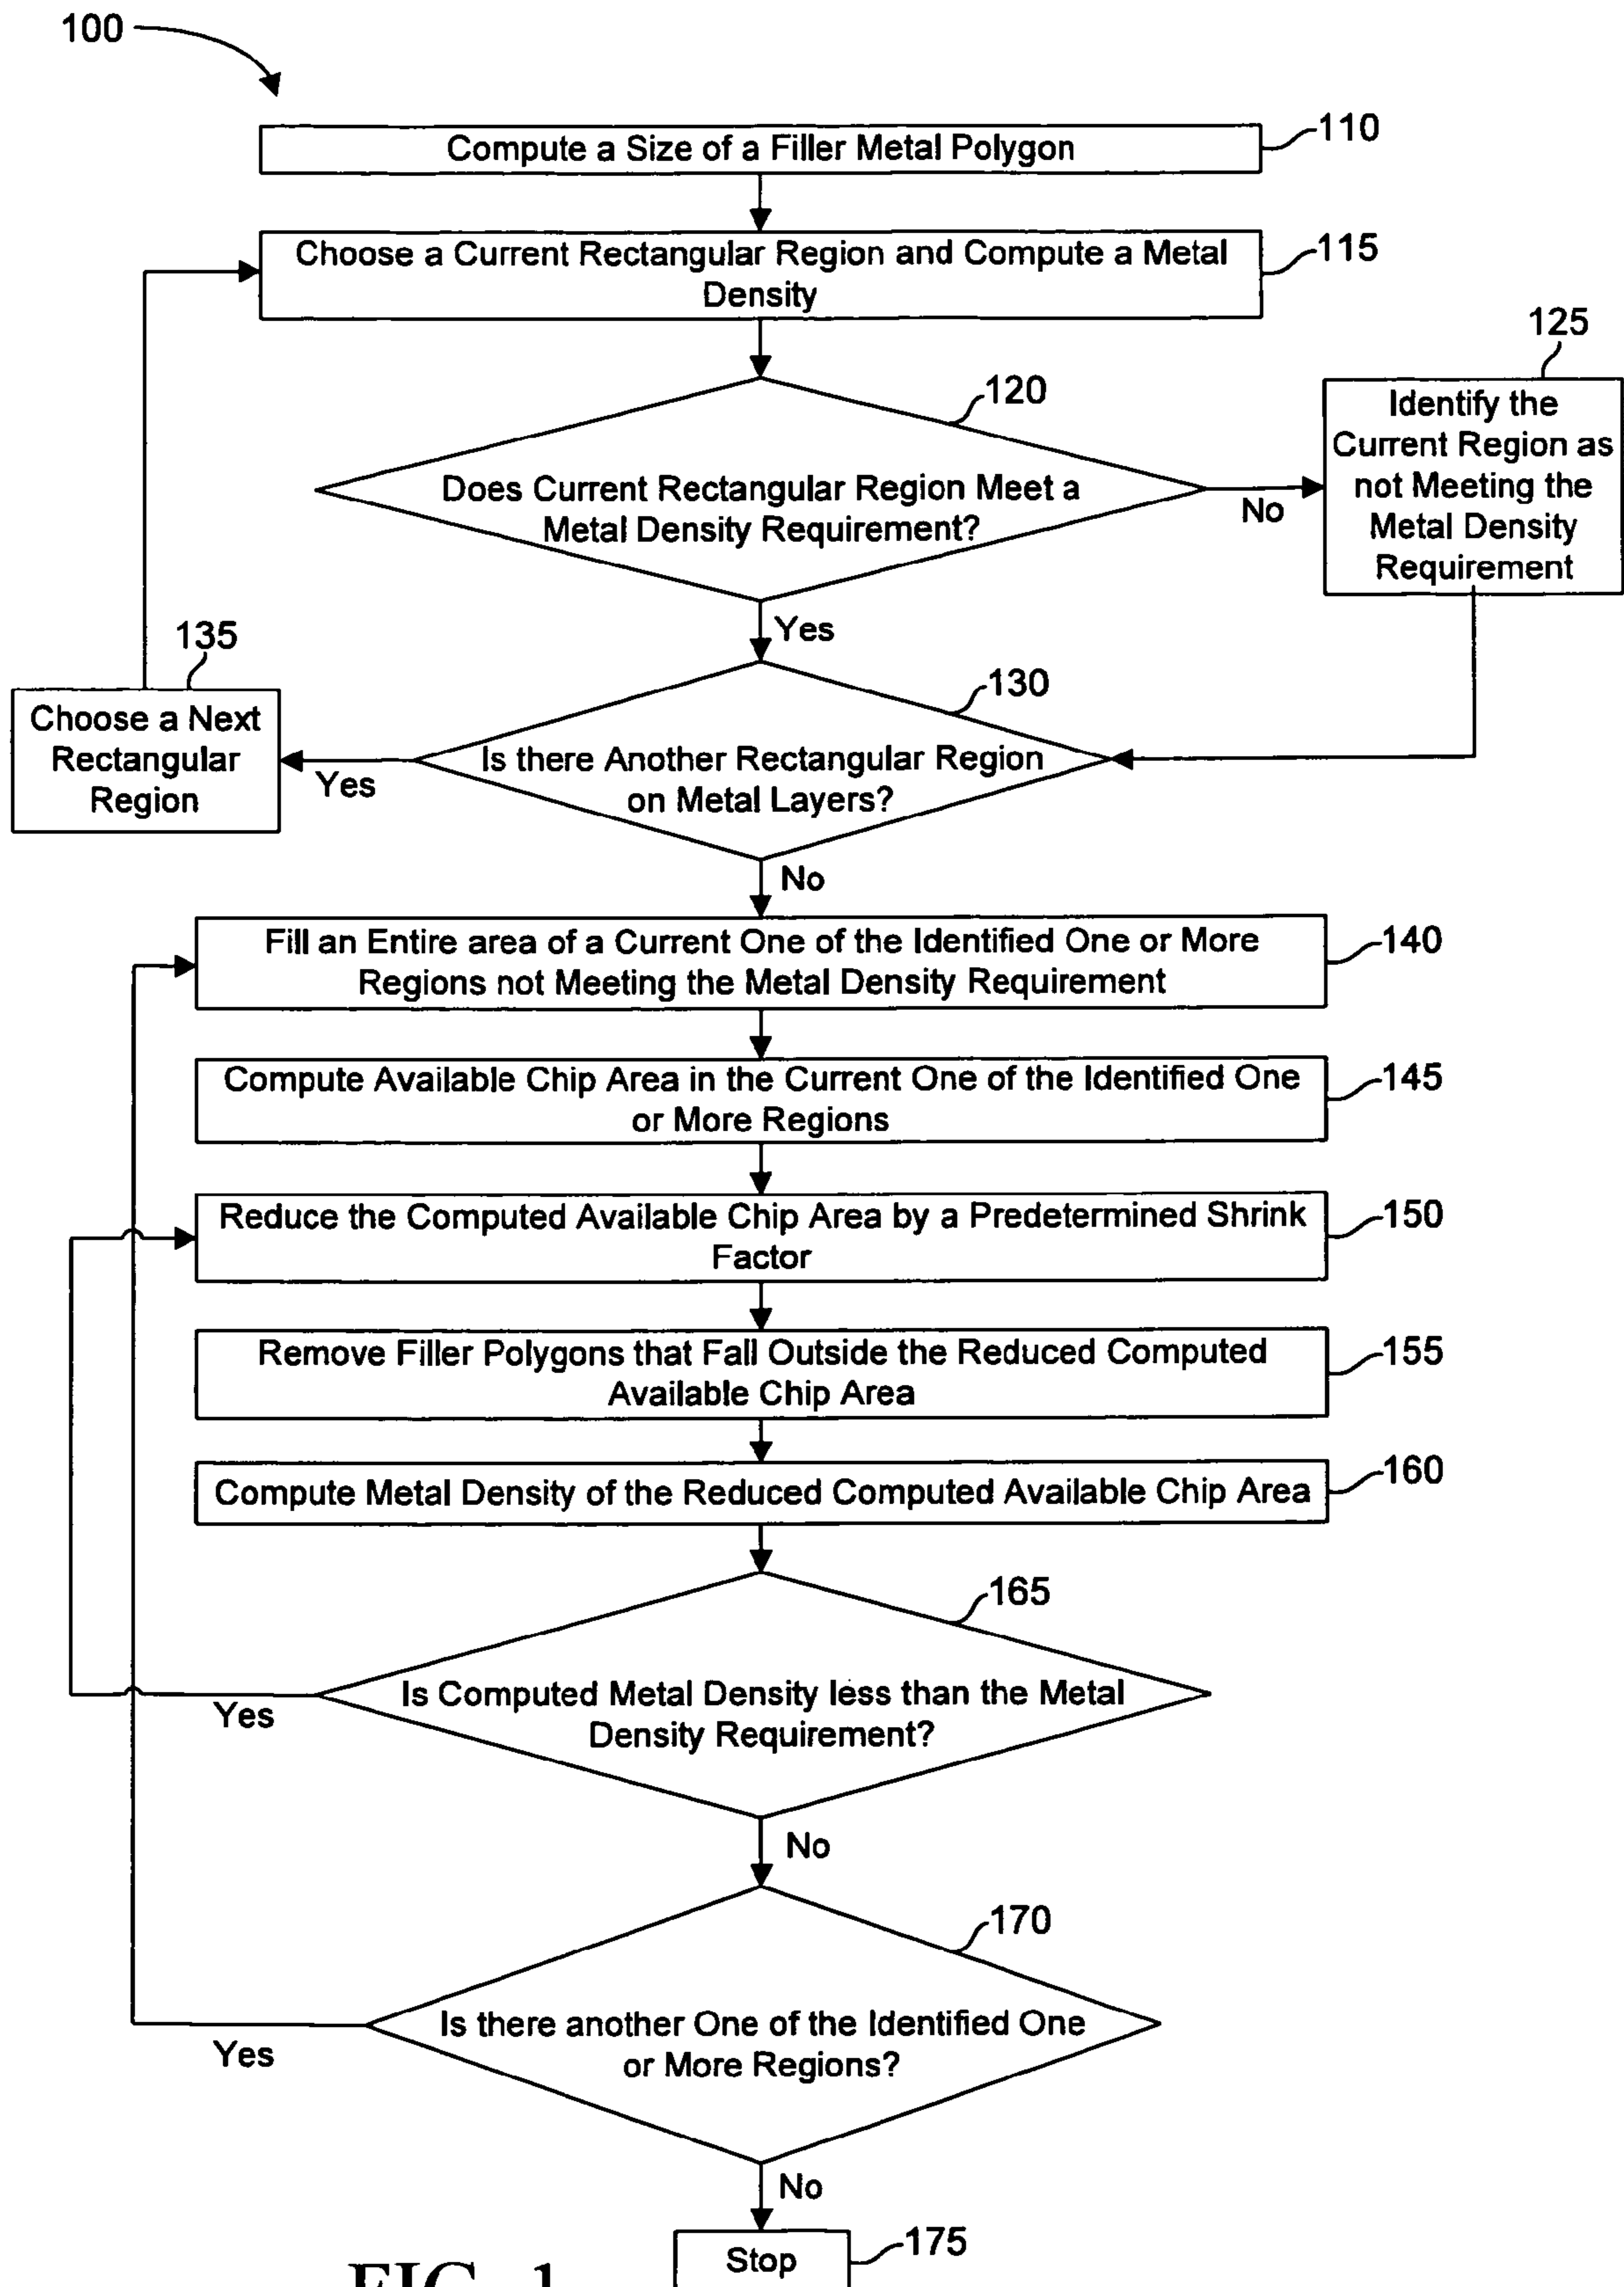 100
Compute a Size of a Filler Metal Polygon
110
Choose a Current Rectangular Region and Compute a Metal
Density
115
120
Does Current Rectangular Region Meet a
Metal Density Requirement?
No
125
Identify the
Current Region as
not Meeting the
Metal Density
Requirement
Yes
135
Choose a Next
Rectangular
Region
Yes
130
Is there Another Rectangular Region
on Metal Layers?
No
Fill an Entire area of a Current One of the Identified One or More
Regions not Meeting the Metal Density Requirement
140
Compute Available Chip Area in the Current One of the Identified One
or More Regions
145
Reduce the Computed Available Chip Area by a Predetermined Shrink
Factor
150
Remove Filler Polygons that Fall Outside the Reduced Computed
Available Chip Area
155
Compute Metal Density of the Reduced Computed Available Chip Area
160
165
Is Computed Metal Density less than the Metal
Density Requirement?
Yes
No
170
Is there another One of the Identified One
or More Regions?
Yes
No
Stop
175
FIG. 1